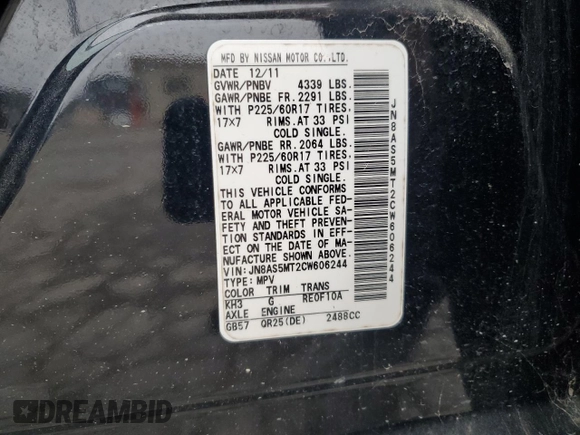 MFD BY NISSAN MOTOR CO.,LTD.
DATE 12/11
GVWR/PNBV 4339 LBS.
GAWR/PNBE FR.2291 LBS.
WITH P225/60R17 TIRES.
17×7 RIMS.AT 33 PSI
COLD SINGLE.
GAWR/PNBE RR.2064 LBS.
WITH P225/60R17 TIRES.
17×7 RIMS.AT 33 PSI
COLD SINGLE.
THIS VEHICLE CONFORMS
TO ALL APPLICABLE FED-
ERAL MOTOR VEHICLE SA-
FETY AND THEFT PREVEN-
TION STANDARDS IN EFF-
ECT ON THE DATE OF MA-
NUFACTURE SHOWN ABOVE.
VIN: JN8AS5MT2CW606244
TYPE: MPV
COLOR TRIM TRANS
KH3 G RE0F10A
AXLE ENGINE
GB57 QR25(DE) 2488CC
JN8AS5MT2CW606244
DREAMBID